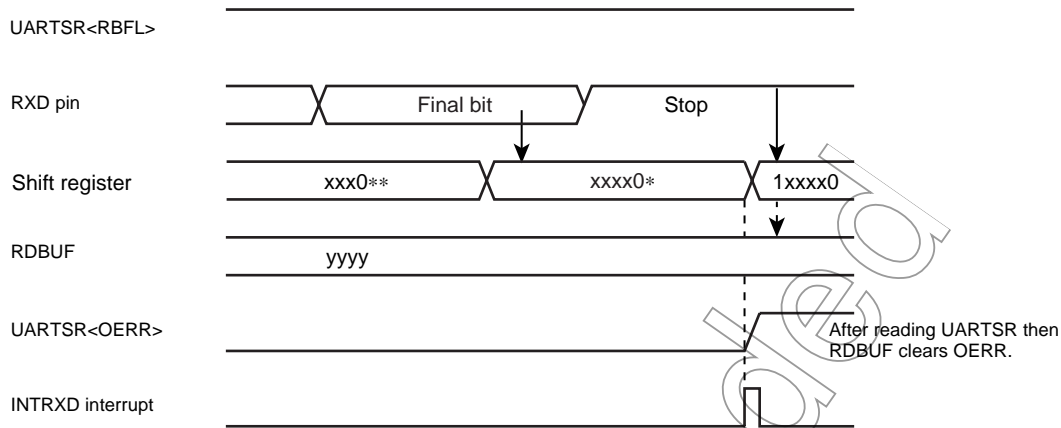 UARTSR<RBFL>
RXD pin
Final bit
Stop
Shift register
xxx0**
xxxx0*
1xxxx0
RDBUF
yyyy
UARTSR<OERR>
After reading UARTSR then
RDBUF clears OERR.
INTRXD interrupt
ded